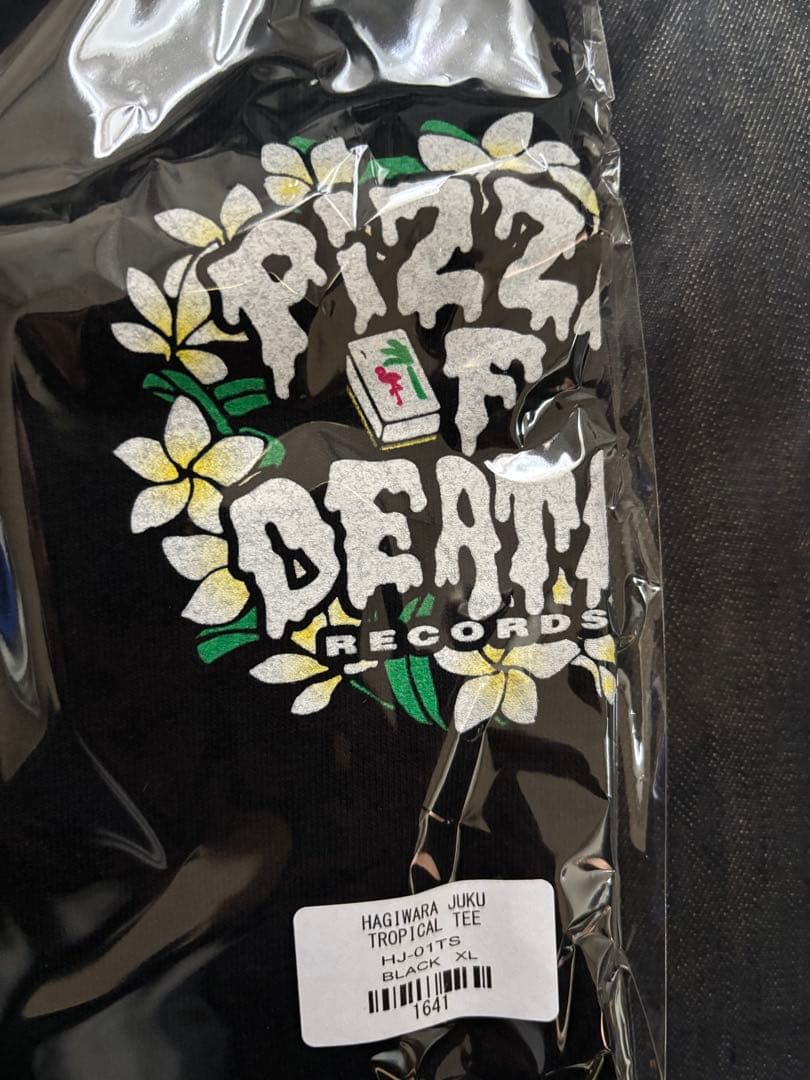 PIZZ
F
DEAT
RECORDS
HAGIWARA JUKU
TROPICAL TEE
HJ-01TS
BLACK XL
1641